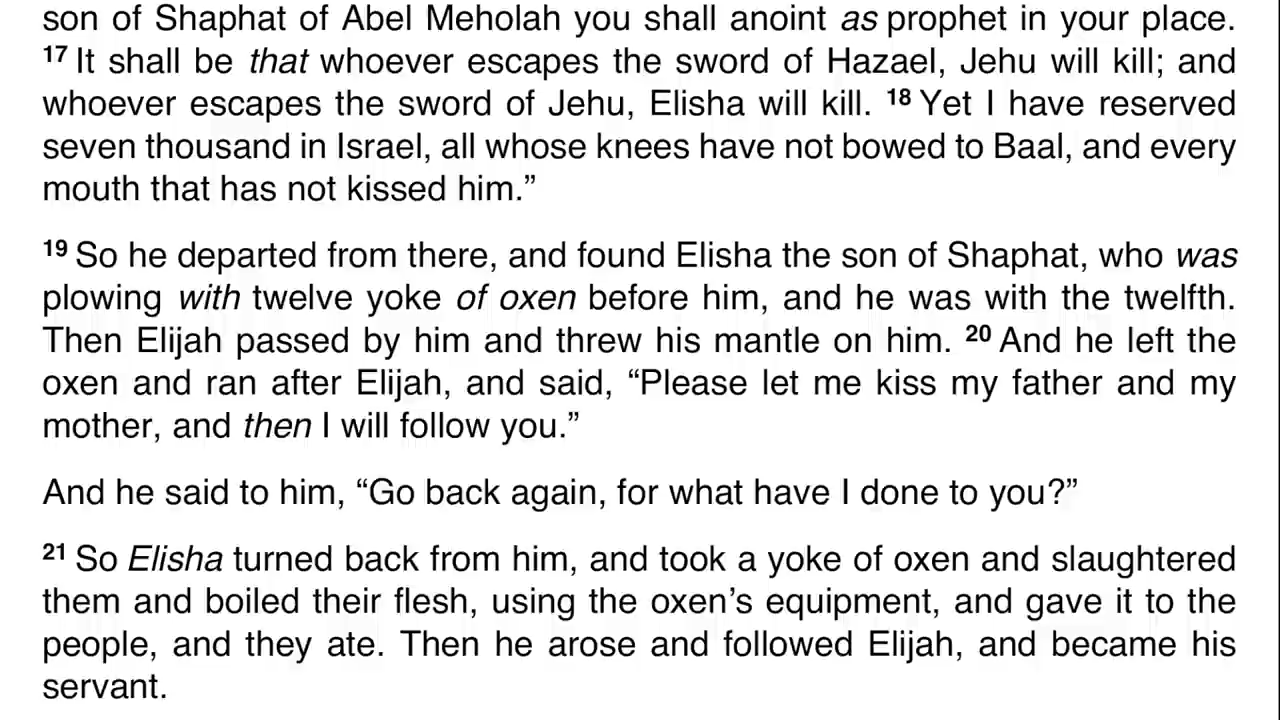 son of Shaphat of Abel Meholah you shall anoint as prophet in your place.
17 It shall be that whoever escapes the sword of Hazael, Jehu will kill; and
whoever escapes the sword of Jehu, Elisha will kill. 18 Yet I have reserved
seven thousand in Israel, all whose knees have not bowed to Baal, and every
mouth that has not kissed him.”
19 So he departed from there, and found Elisha the son of Shaphat, who was
plowing with twelve yoke of oxen before him, and he was with the twelfth.
Then Elijah passed by him and threw his mantle on him. 20 And he left the
oxen and ran after Elijah, and said, “Please let me kiss my father and my
mother, and then I will follow you.”
And he said to him, “Go back again, for what have I done to you?”
21 So Elisha turned back from him, and took a yoke of oxen and slaughtered
them and boiled their flesh, using the oxen’s equipment, and gave it to the
people, and they ate. Then he arose and followed Elijah, and became his
servant.